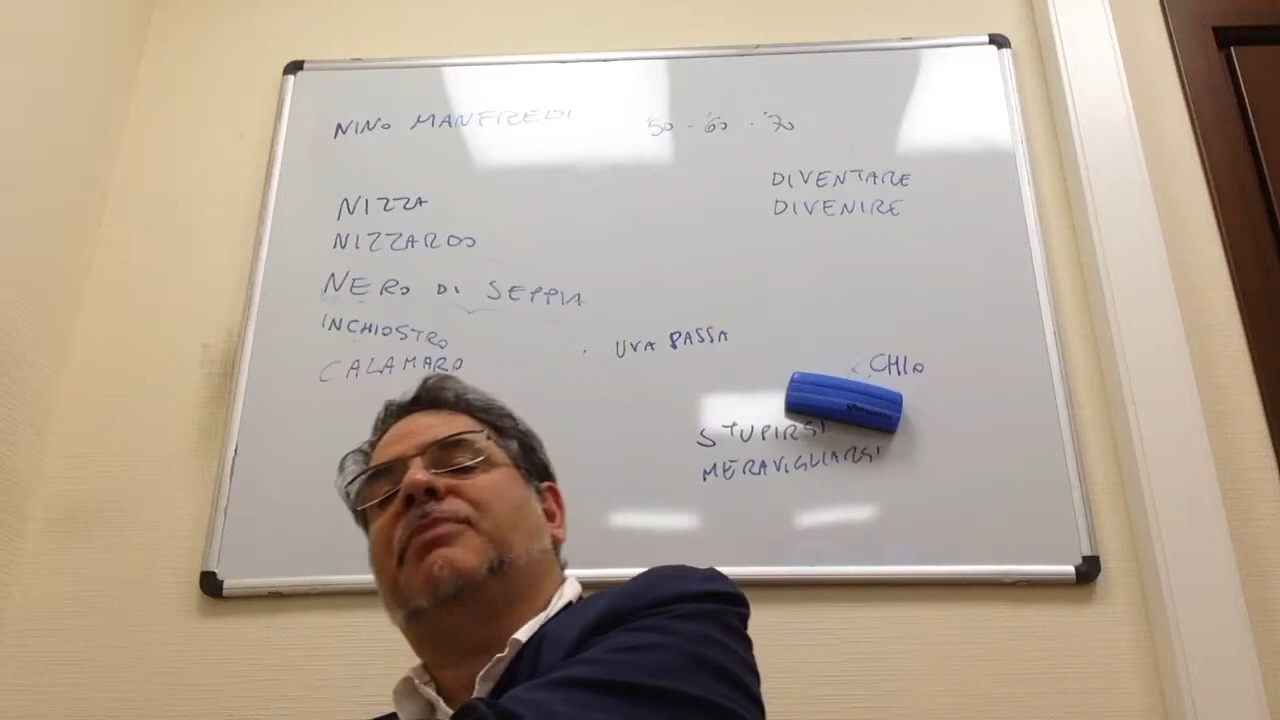 NINO MANFREDI '50 - '60 - '70
DIVENTARE
DIVENIRE
NIZZA
NIZZARDO
NERO DI SEPPIA
INCHIOSTRO
CALAMARO
UVA PASSA
CHIO
STUPIRSI
MERAVIGLIARSI